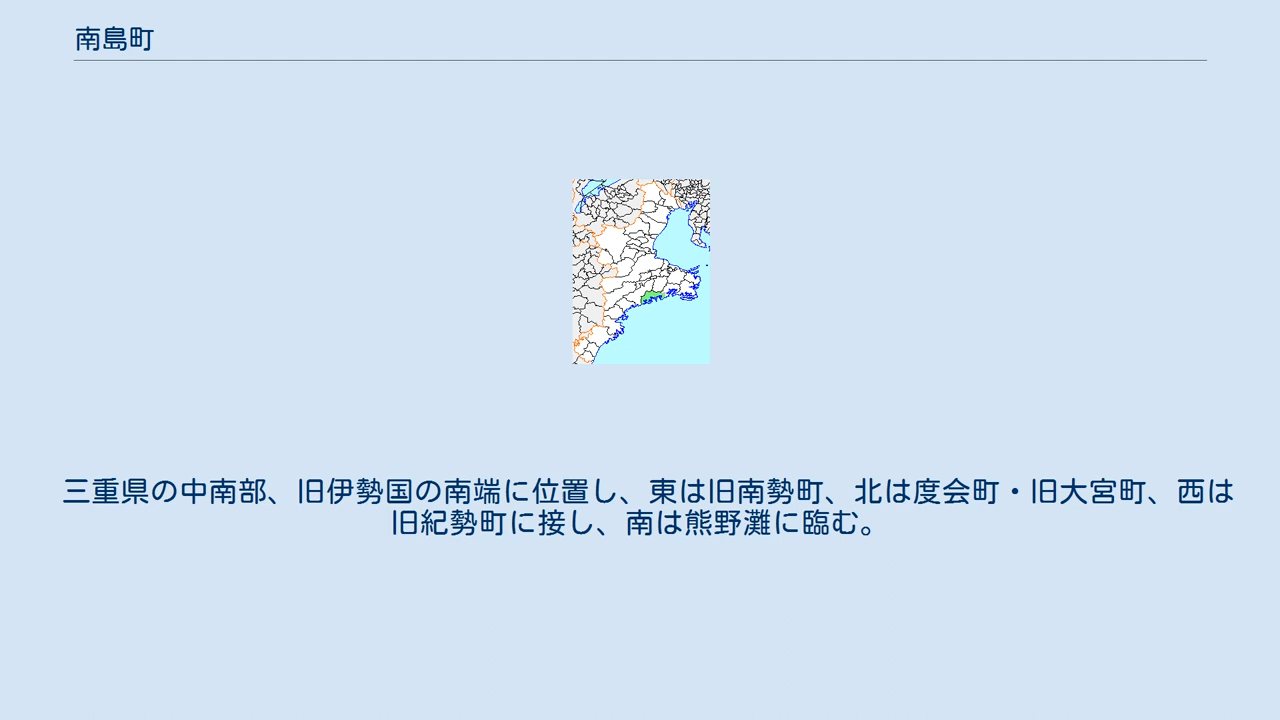 南島町
三重県の中南部、旧伊勢国の南端に位置し、東は旧南勢町、北は度会町・旧大宮町、西は
旧紀勢町に接し、南は熊野灘に臨む。